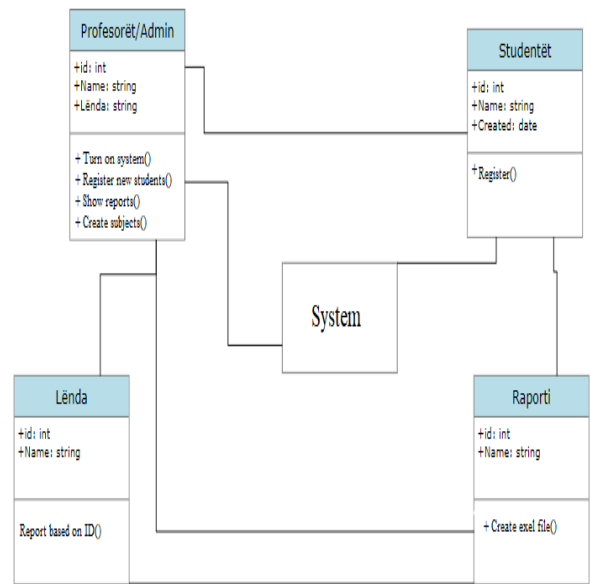 Profesorët/Admin
+id: int
+Name: string
+Lënda: string
+ Turn on system()
+ Register new students()
+ Show reports()
+ Create subjects()
Studentët
+id: int
+Name: string
+Created: date
+Register()
System
Lënda
+id: int
+Name: string
Report based on ID()
Raporti
+id: int
+Name: string
+ Create exel file()